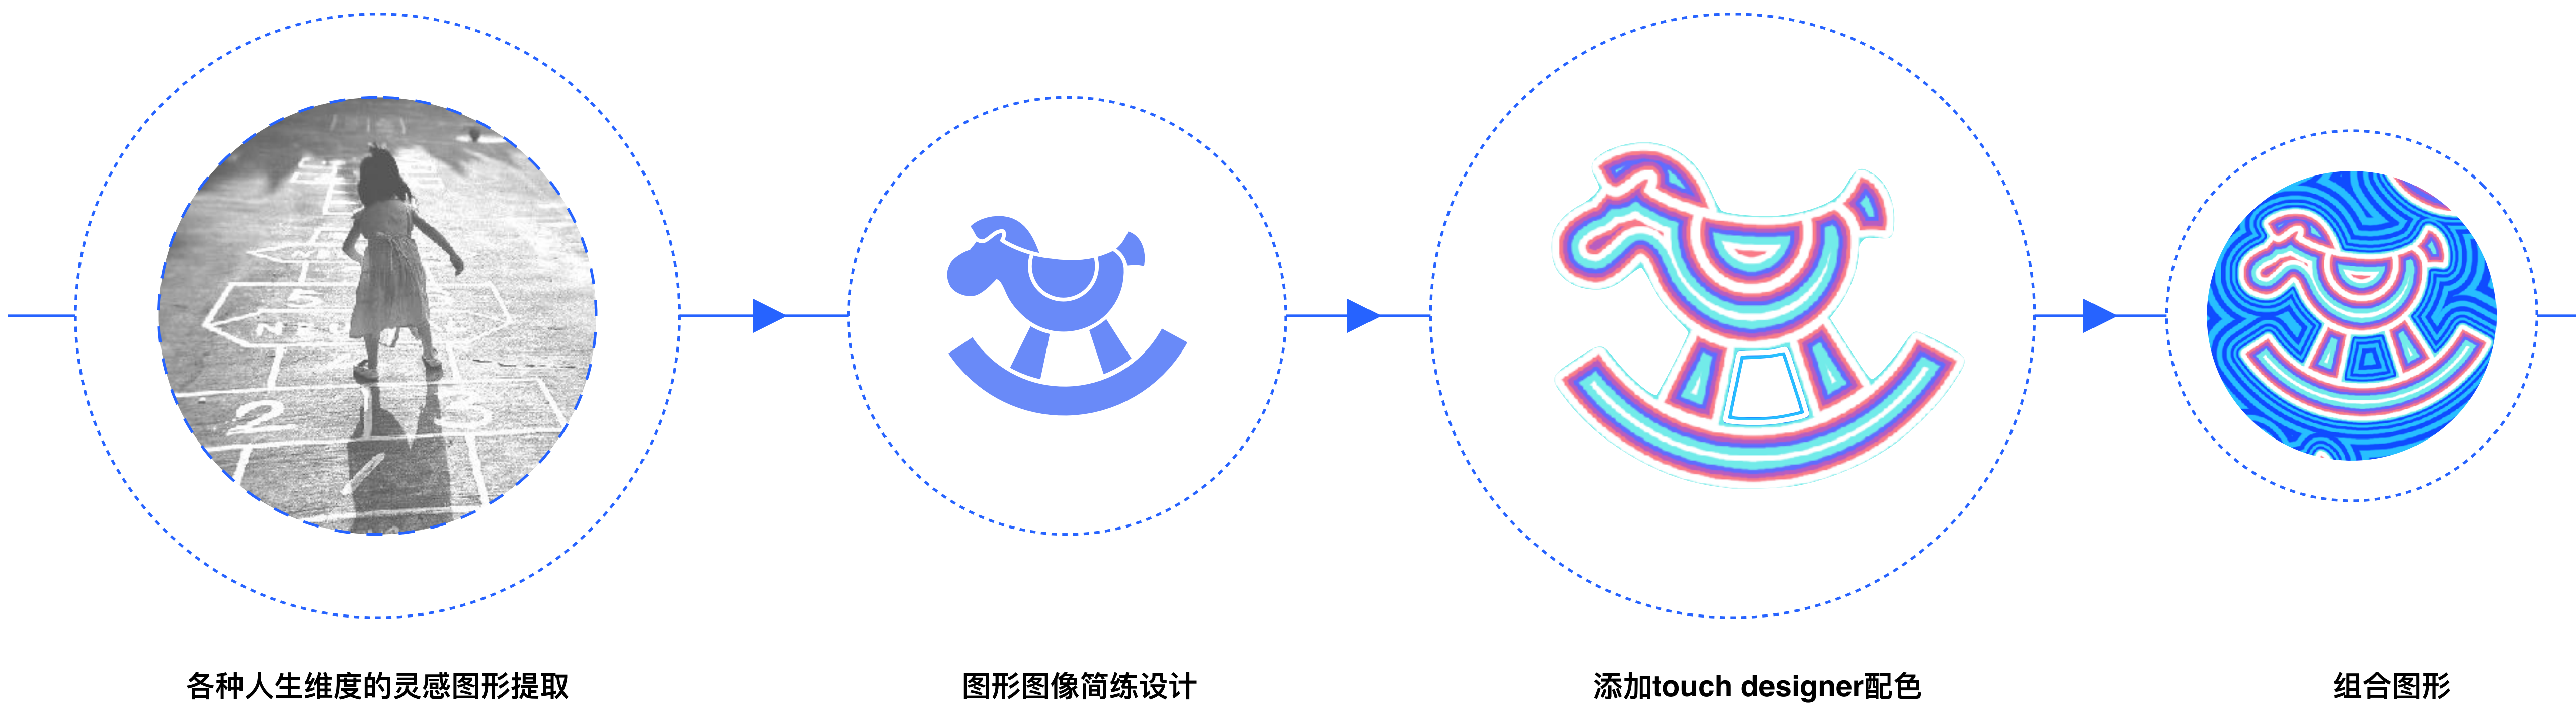 2
3
各种人生维度的灵感图形提取
图形图像简练设计
添加touch designer配色
组合图形